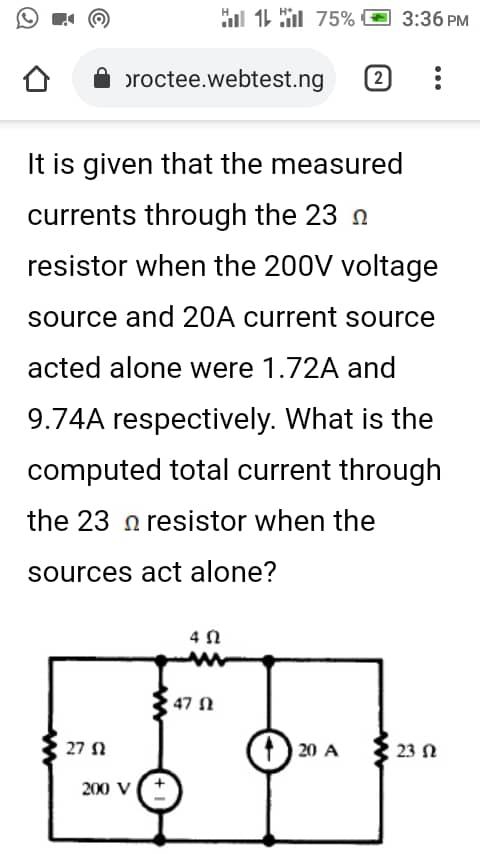 H 1 H+ 75% 3:36 PM
proctee.webtest.ng 2
It is given that the measured
currents through the 23 Ω
resistor when the 200V voltage
source and 20A current source
acted alone were 1.72A and
9.74A respectively. What is the
computed total current through
the 23 Ω resistor when the
sources act alone?
4 Ω
47 Ω
27 Ω
20 A
23 Ω
200 V
+